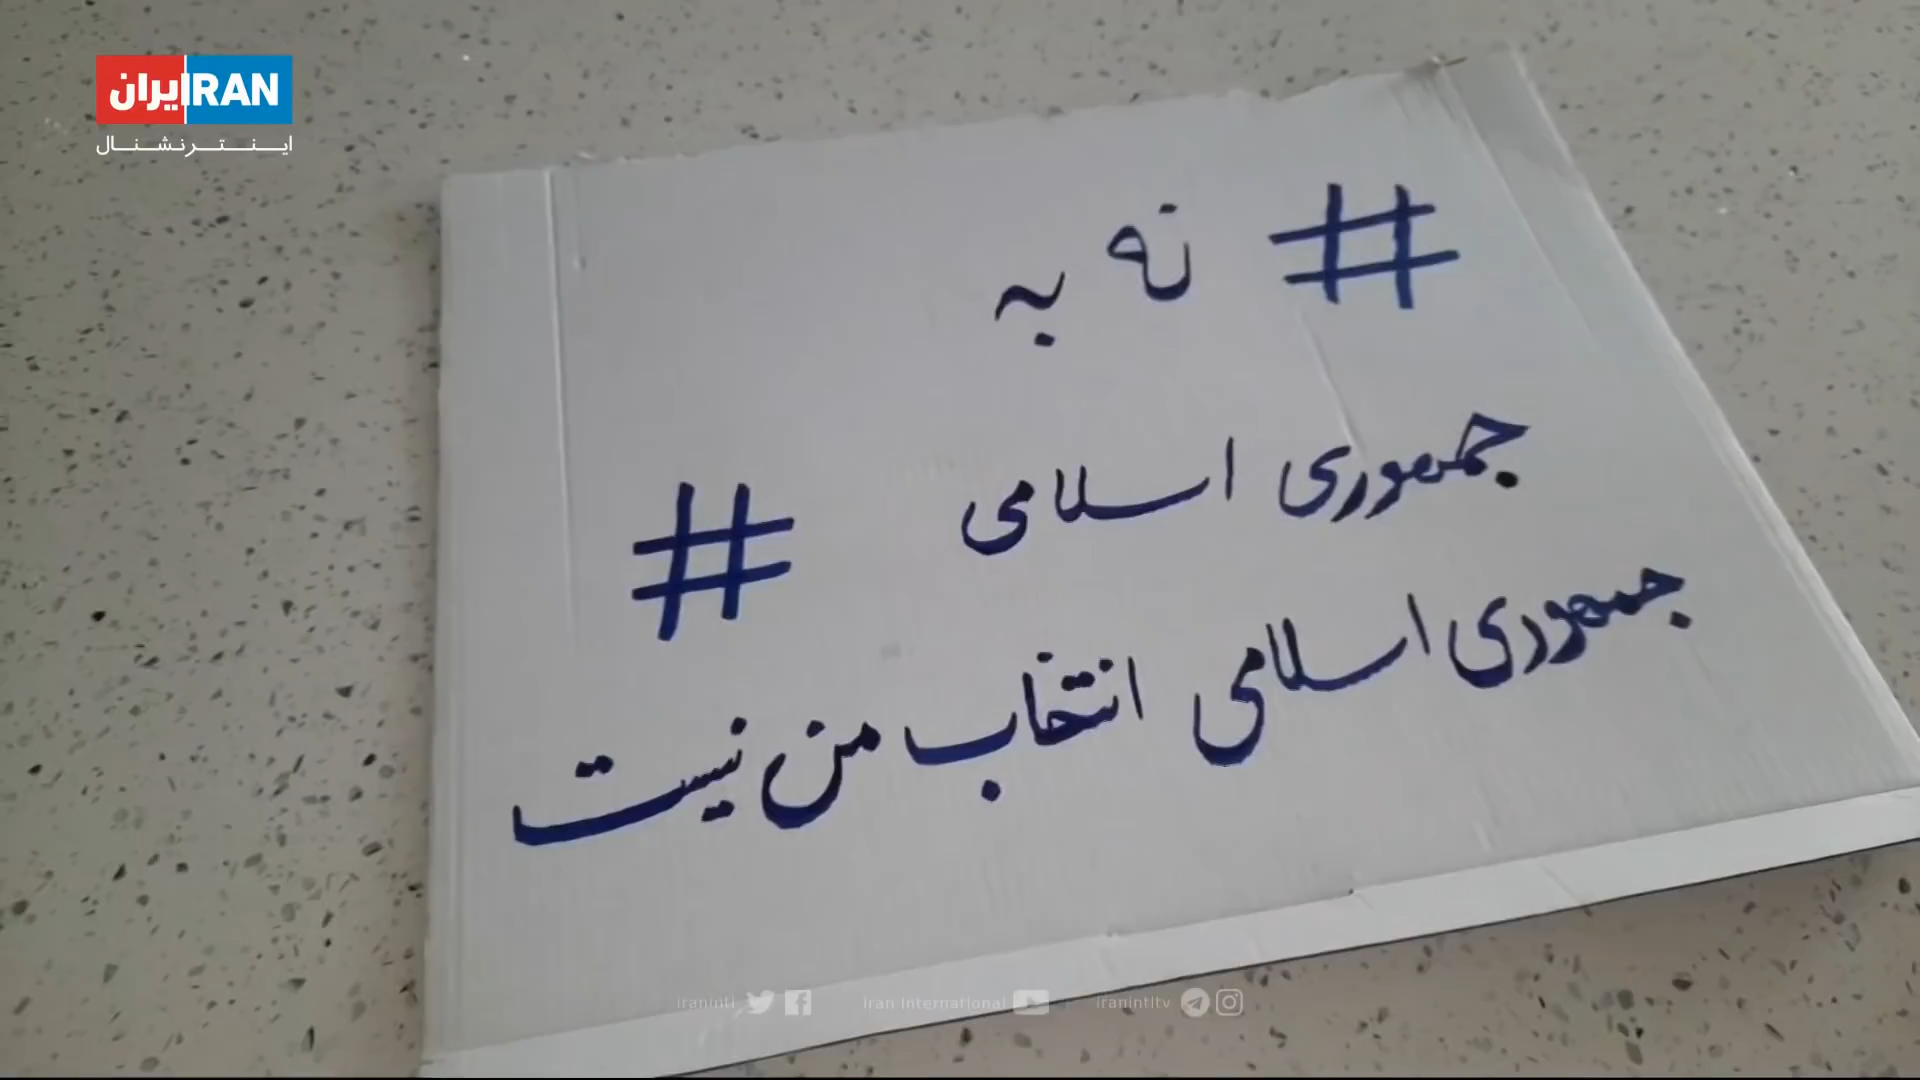 ایران IRAN
اینترنشنال
# نه به
جمهوری اسلامی #
جمهوری اسلامی انتخاب من نیست
iranintl Iran International iranintltv